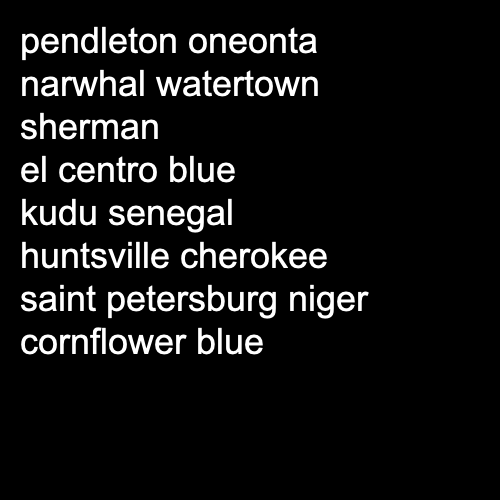 pendleton oneonta
narwhal watertown
sherman
el centro blue
kudu senegal
huntsville cherokee
saint petersburg niger
cornflower blue